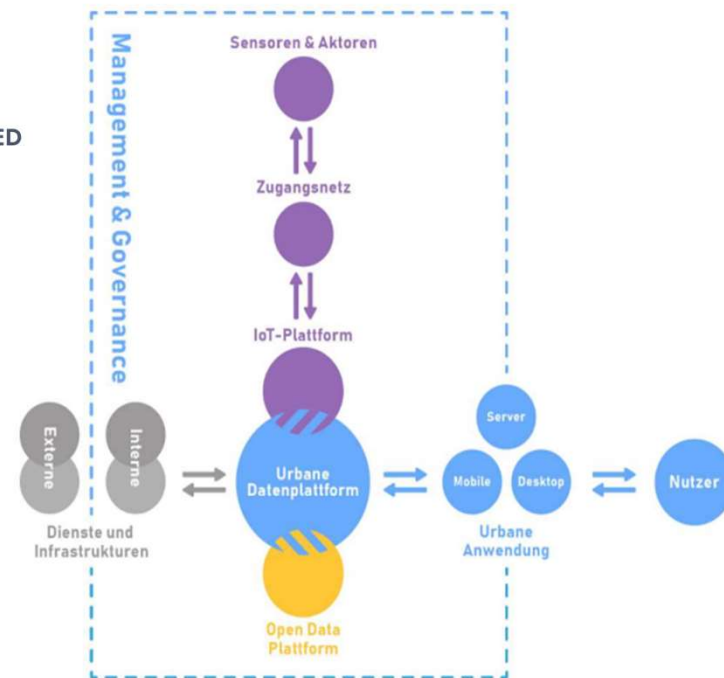 Management & Governance
Sensoren & Aktoren
ED
Zugangsnetz
IoT-Plattform
Externe
Interne
Dienste und
Infrastrukturen
Urbane
Datenplattform
Open Data
Plattform
Server
Mobile
Desktop
Urbane
Anwendung
Nutzer